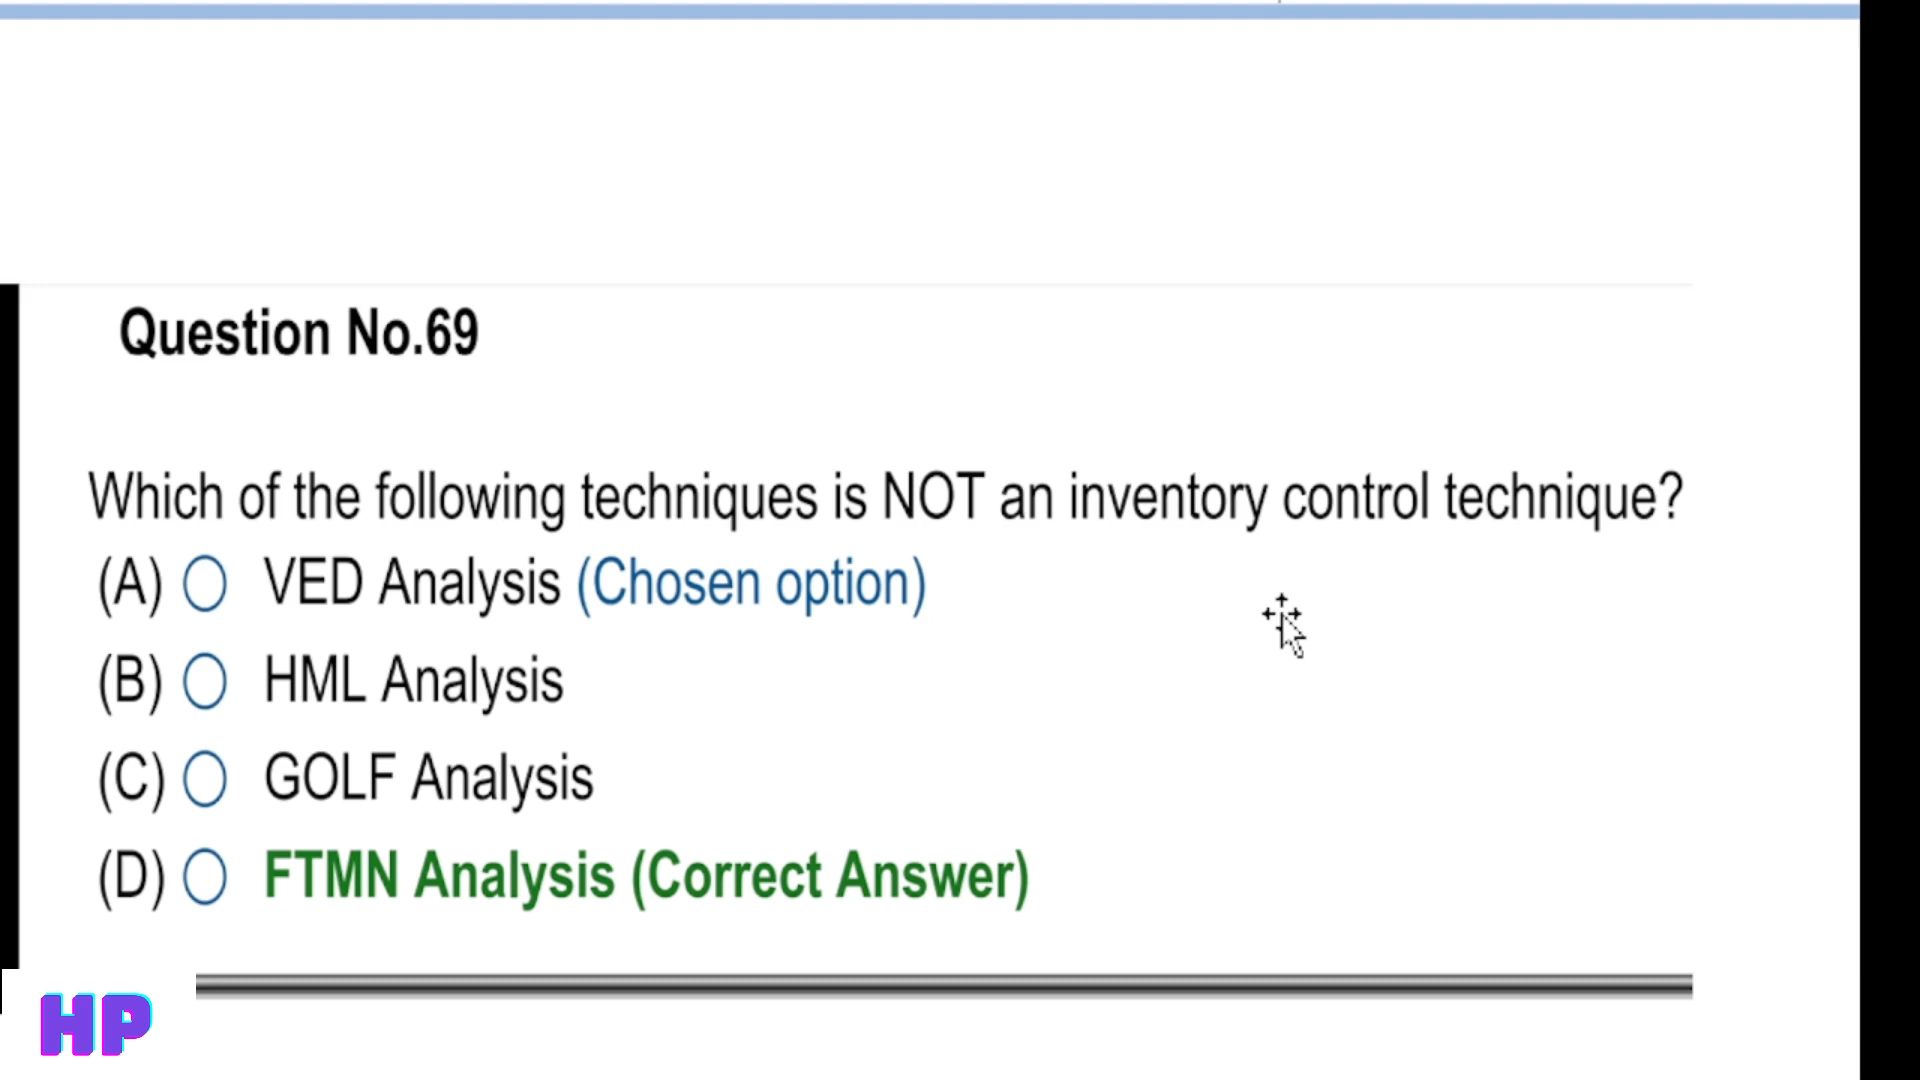 Question No.69
Which of the following techniques is NOT an inventory control technique?
(A) VED Analysis (Chosen option)
(B) HML Analysis
(C) GOLF Analysis
(D) FTMN Analysis (Correct Answer)
HP